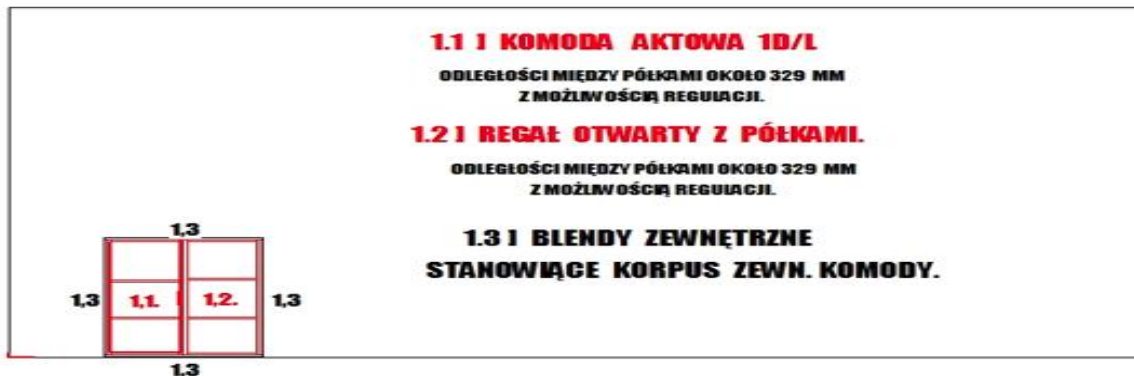 1.1 ] KOMODA AKTOWA 1D/L
ODLEGŁOŚCI MIĘDZY PÓŁKAMI OKOŁO 329 MM
Z MOŻLIWOŚCIĄ REGULACJI.
1.2 ] REGAŁ OTWARTY Z PÓŁKAMI.
ODLEGŁOŚCI MIĘDZY PÓŁKAMI OKOŁO 329 MM
Z MOŻLIWOŚCIĄ REGULACJI.
1.3 ] BLENDY ZEWNĘTRZNE
STANOWIĄCE KORPUS ZEWN. KOMODY.
1,3
1,3 1,1. 1,2. 1,3
1.3